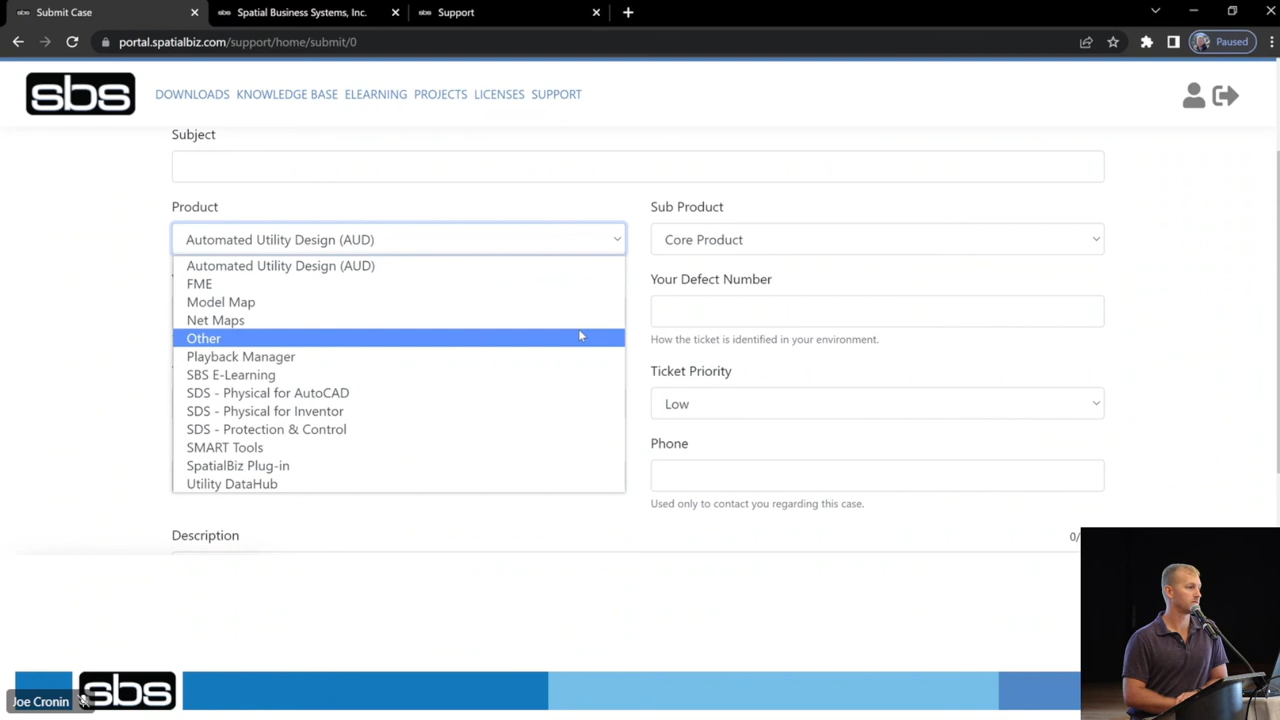 Submit Case
Spatial Business Systems, Inc.
Support
portal.spatialbiz.com/support/home/submit/0
Paused
sbs
DOWNLOADS KNOWLEDGE BASE ELEARNING PROJECTS LICENSES SUPPORT
Subject
Product
Sub Product
Automated Utility Design (AUD)
Core Product
Automated Utility Design (AUD)
FME
Model Map
Net Maps
Other
Playback Manager
SBS E-Learning
SDS - Physical for AutoCAD
SDS - Physical for Inventor
SDS - Protection & Control
SMART Tools
SpatialBiz Plug-in
Utility DataHub
Your Defect Number
How the ticket is identified in your environment.
Ticket Priority
Low
Phone
Used only to contact you regarding this case.
Description
0/
Joe Cronin
sbs